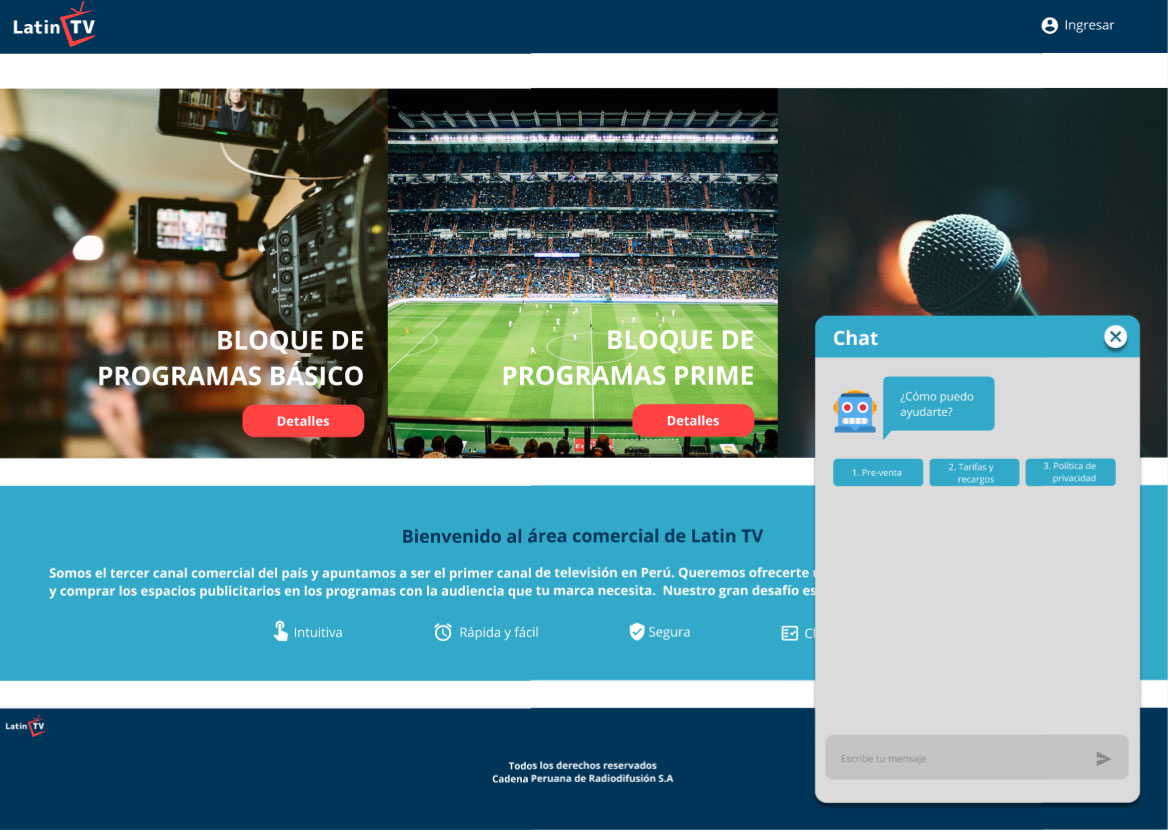 Latin TV
Ingresar
BLOQUE DE
PROGRAMAS BÁSICO
Detalles
BLOQUE DE
PROGRAMAS PRIME
Detalles
Chat
¿Cómo puedo
ayudarte?
1. Pre-venta
2. Tarifas y
recargos
3. Política de
privacidad
Escribe tu mensaje
Bienvenido al área comercial de Latin TV
Somos el tercer canal comercial del país y apuntamos a ser el primer canal de televisión en Perú. Queremos ofrecerte
y comprar los espacios publicitarios en los programas con la audiencia que tu marca necesita. Nuestro gran desafío es
Intuitiva
Rápida y fácil
Segura
Latin TV
Todos los derechos reservados
Cadena Peruana de Radiodifusión S.A